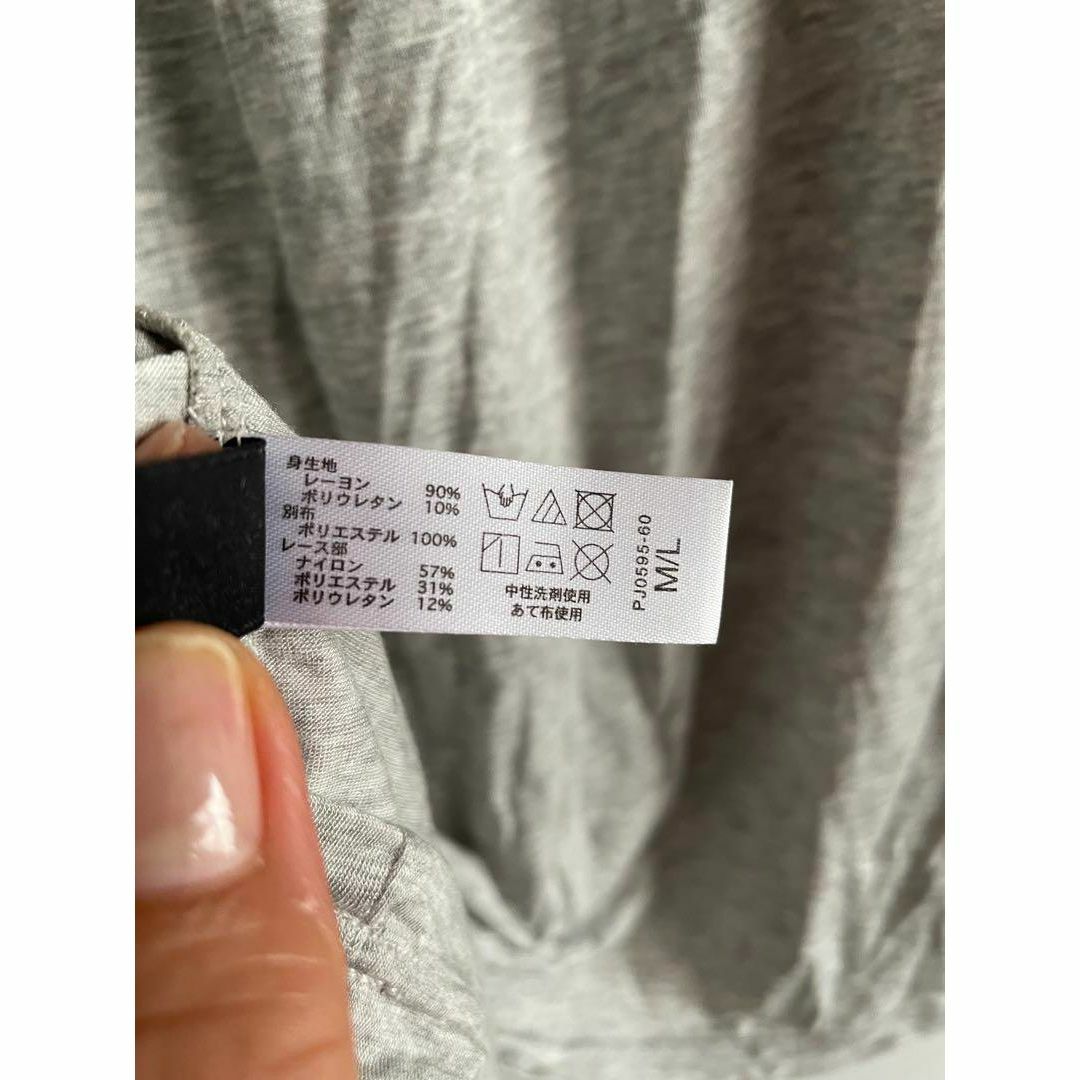 身生地
レーヨン 90%
ポリウレタン 10%
別布
ポリエステル 100%
レース部
ナイロン 57%
ポリエステル 31%
ポリウレタン 12%
中性洗剤使用
あて布使用
PJ0595-60
M/L